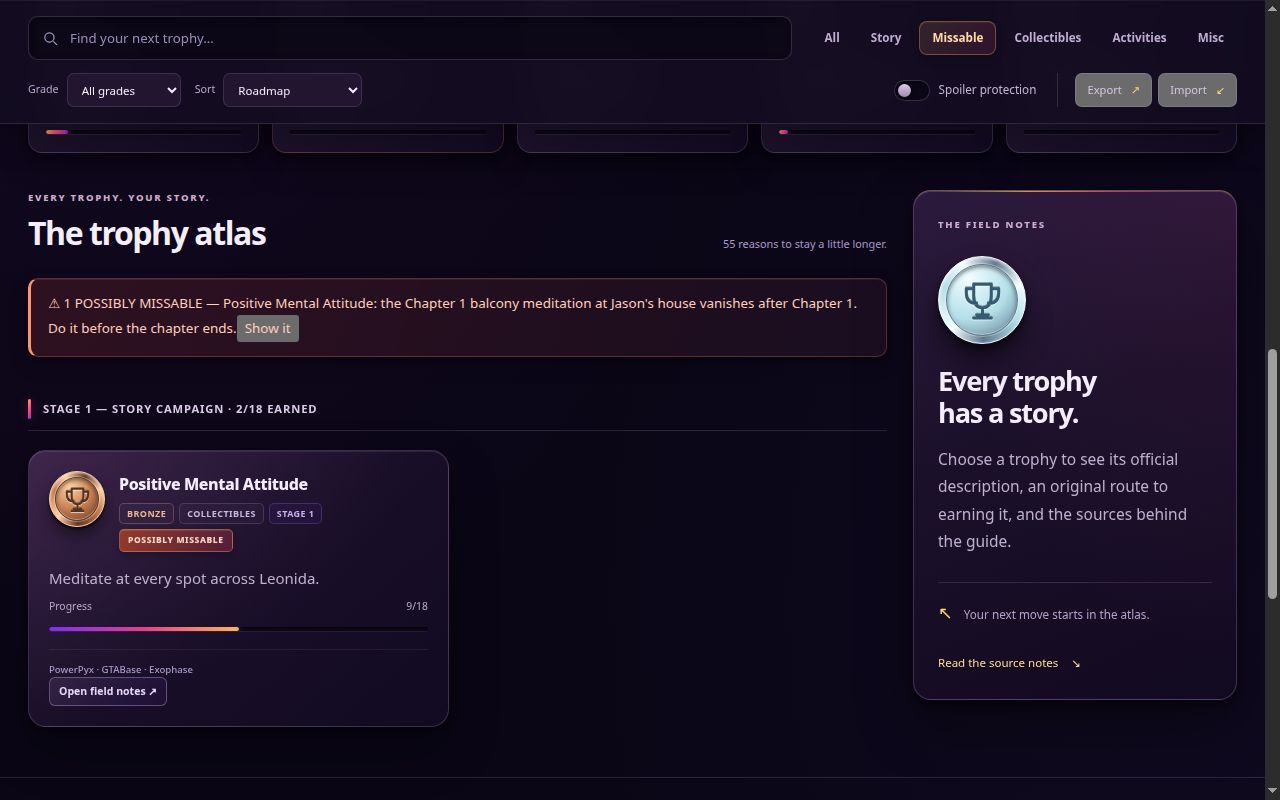 Find your next trophy...
All
Story
Missable
Collectibles
Activities
Misc
Grade
All grades
Sort
Roadmap
Spoiler protection
Export ↗
Import ↙
EVERY TROPHY. YOUR STORY.
The trophy atlas
55 reasons to stay a little longer.
⚠ 1 POSSIBLY MISSABLE — Positive Mental Attitude: the Chapter 1 balcony meditation at Jason's house vanishes after Chapter 1.
Do it before the chapter ends. Show it
STAGE 1 — STORY CAMPAIGN · 2/18 EARNED
Positive Mental Attitude
BRONZE
COLLECTIBLES
STAGE 1
POSSIBLY MISSABLE
Meditate at every spot across Leonida.
Progress
9/18
PowerPyx · GTABase · Exophase
Open field notes ↗
THE FIELD NOTES
Every trophy
has a story.
Choose a trophy to see its official
description, an original route to
earning it, and the sources behind
the guide.
↖ Your next move starts in the atlas.
Read the source notes ↘